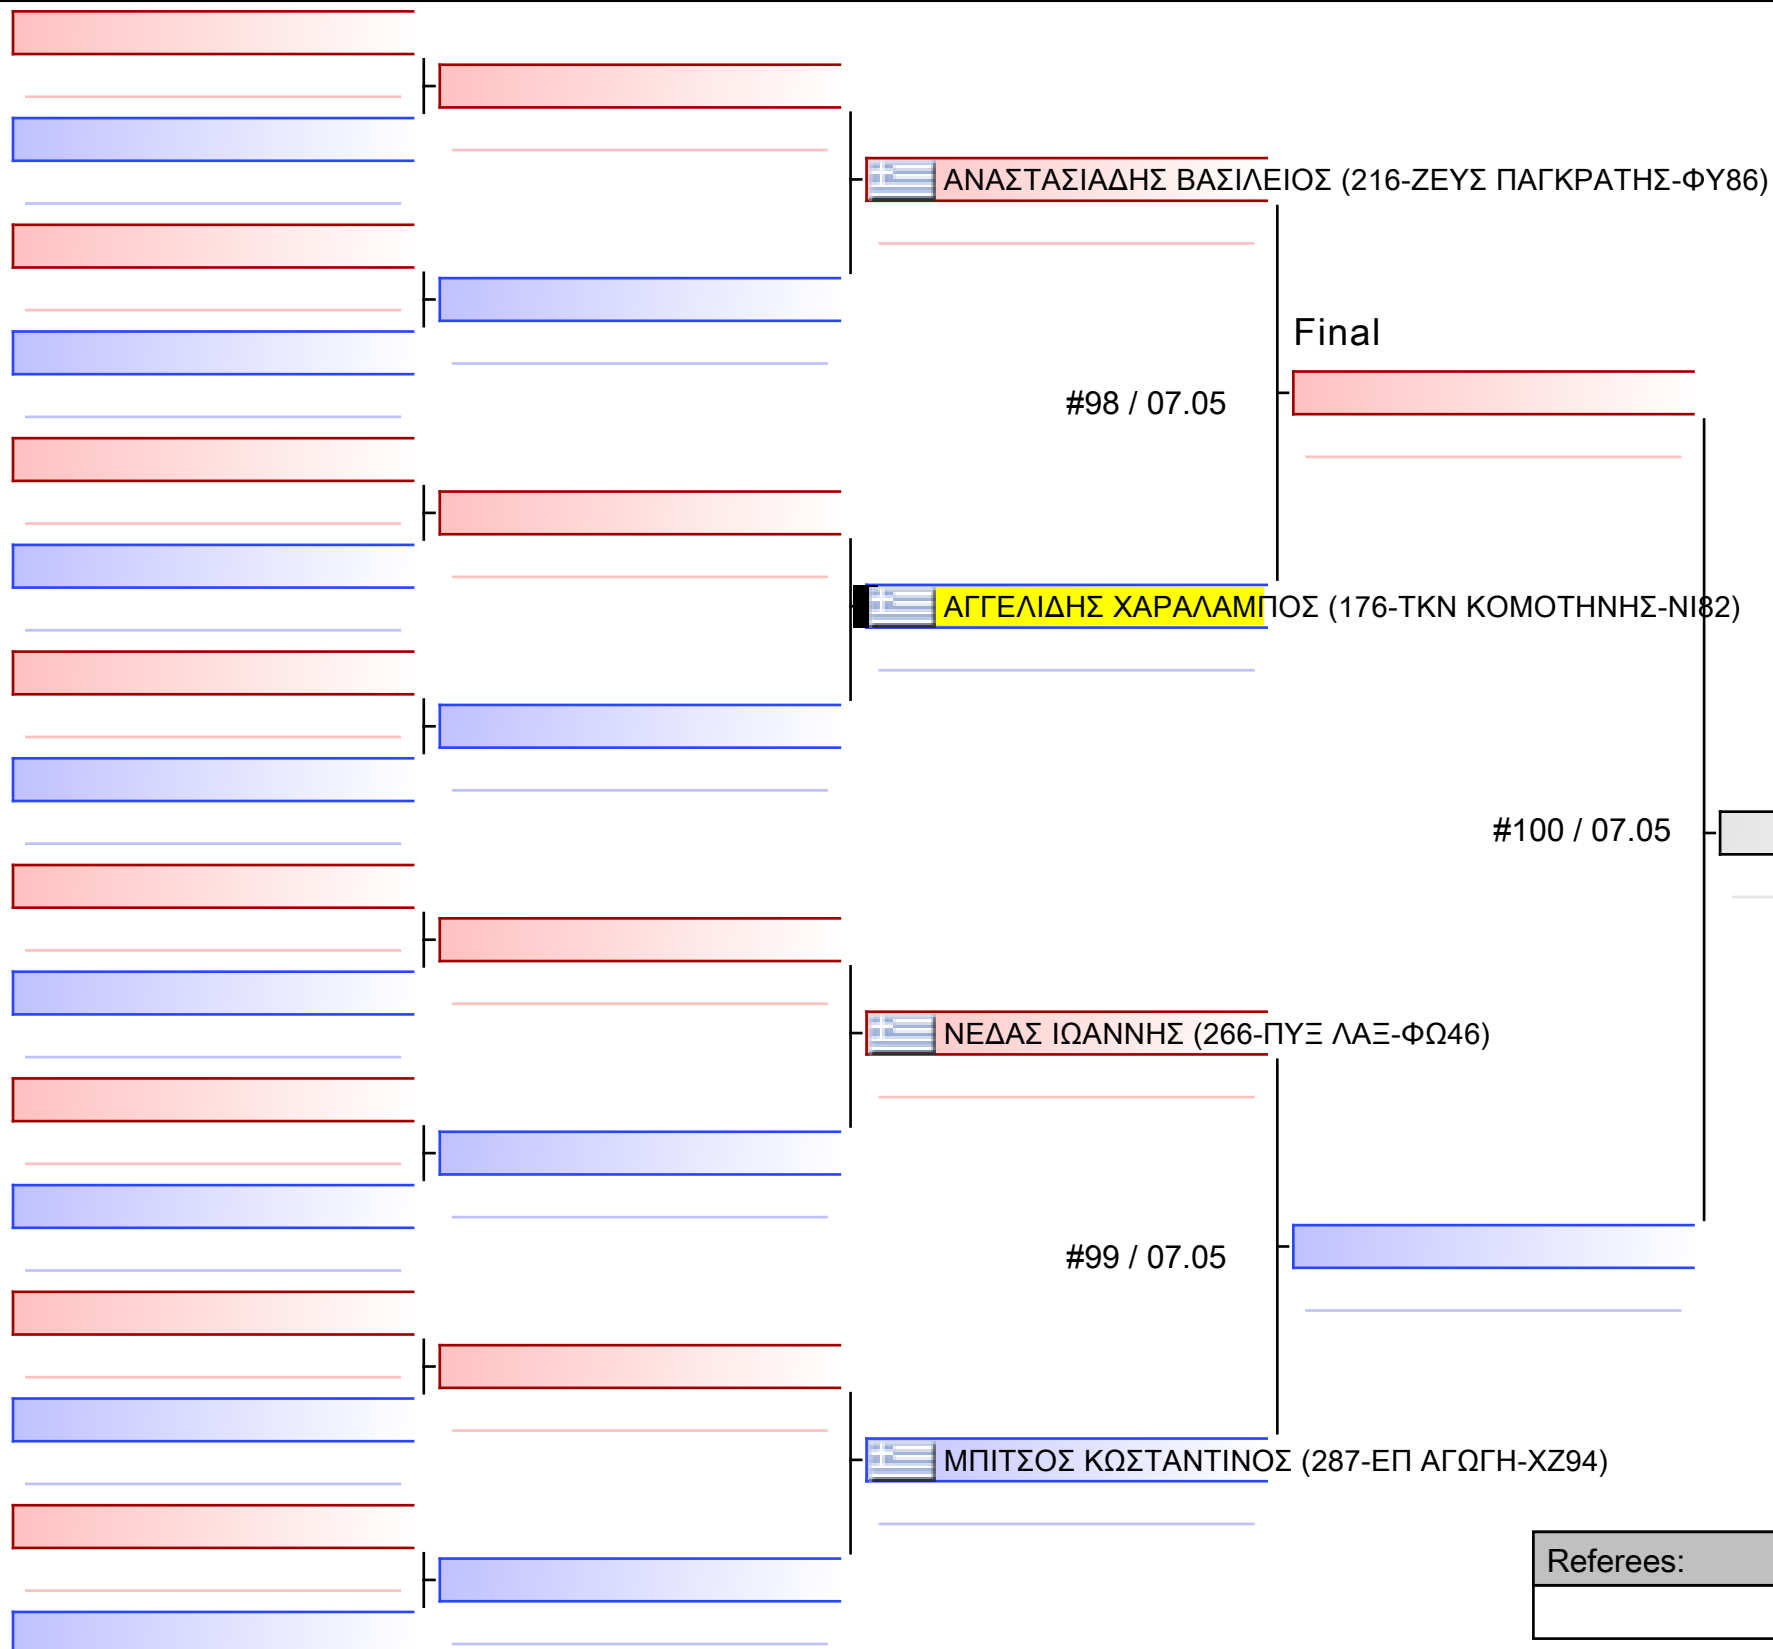 ΑΝΑΣΤΑΣΙΑΔΗΣ ΒΑΣΙΛΕΙΟΣ (216-ΖΕΥΣ ΠΑΓΚΡΑΤΗΣ-ΦΥ86)
Final
#98 / 07.05
ΑΓΓΕΛΙΔΗΣ ΧΑΡΑΛΑΜΠΟΣ (176-ΤΚΝ ΚΟΜΟΤΗΝΗΣ-ΝΙ82)
#100 / 07.05
ΝΕΔΑΣ ΙΩΑΝΝΗΣ (266-ΠΥΞ ΛΑΞ-ΦΩ46)
#99 / 07.05
ΜΠΙΤΣΟΣ ΚΩΣΤΑΝΤΙΝΟΣ (287-ΕΠ ΑΓΩΓΗ-ΧΖ94)
Referees: